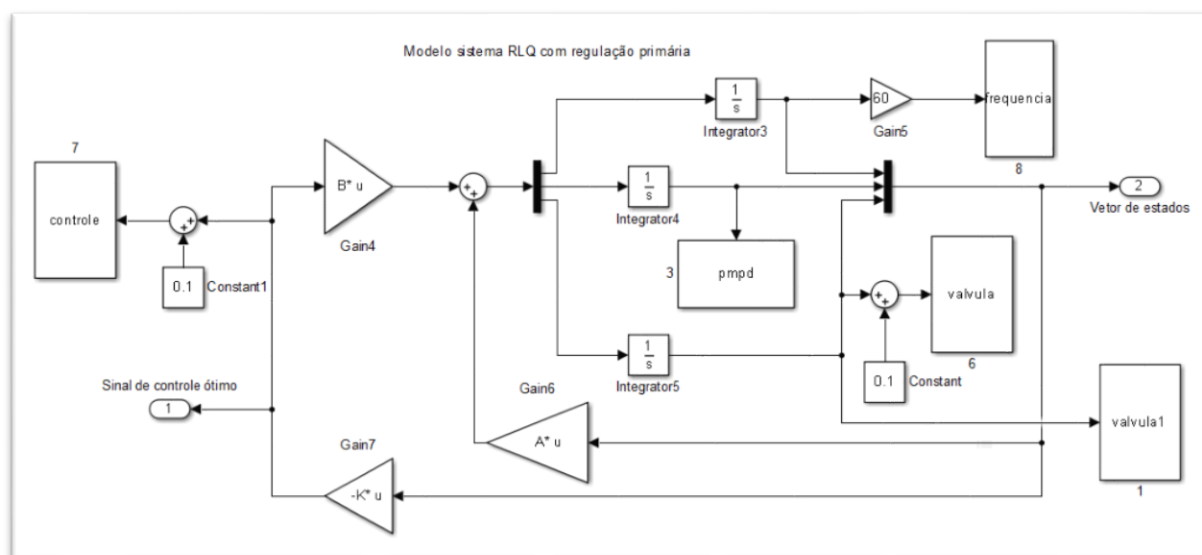 Modelo sistema RLQ com regulação primária
1
s
Integrator3
60
Gain5
frequencia
8
7
controle
0.1
Constant1
B* u
Gain4
1
s
Integrator4
3
pmpd
2
Vetor de estados
valvula
6
0.1
Constant
1
s
Integrator5
valvula1
1
Sinal de controle ótimo
1
Gain6
A* u
Gain7
-K* u